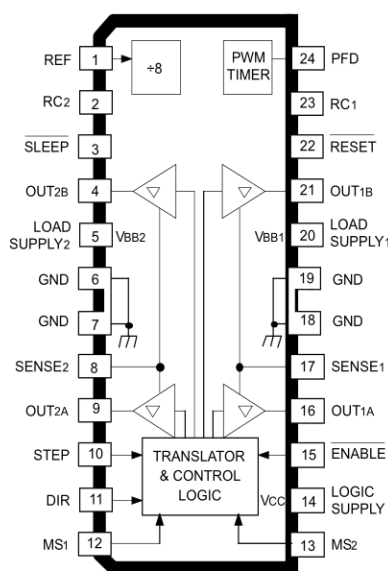 REF 1 ÷8 PWM TIMER 24 PFD
RC2 2 23 RC1
SLEEP 3 22 RESET
OUT2B 4 21 OUT1B
LOAD SUPPLY2 5 VBB2 VBB1 20 LOAD SUPPLY1
GND 6 19 GND
GND 7 18 GND
SENSE2 8 17 SENSE1
OUT2A 9 16 OUT1A
STEP 10 TRANSLATOR & CONTROL LOGIC 15 ENABLE
DIR 11 VCC 14 LOGIC SUPPLY
MS1 12 13 MS2